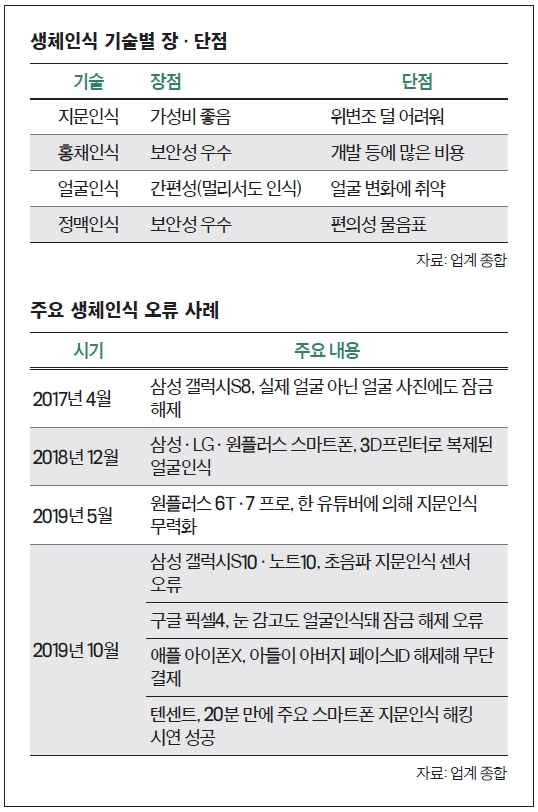 생체인식 기술별 장·단점
기술 장점 단점
지문인식 가성비 좋음 위변조 덜 어려워
홍채인식 보안성 우수 개발 등에 많은 비용
얼굴인식 간편성(멀리서도 인식) 얼굴 변화에 취약
정맥인식 보안성 우수 편의성 물음표
자료: 업계 종합
주요 생체인식 오류 사례
시기 주요 내용
2017년 4월 삼성 갤럭시S8, 실제 얼굴 아닌 얼굴 사진에도 잠금
해제
2018년 12월 삼성·LG·원플러스 스마트폰, 3D프린터로 복제된
얼굴인식
2019년 5월 원플러스 6T·7 프로, 한 유튜버에 의해 지문인식
무력화
2019년 10월 삼성 갤럭시S10·노트10, 초음파 지문인식 센서
오류
구글 픽셀4, 눈 감고도 얼굴인식돼 잠금 해제 오류
애플 아이폰X, 아들이 아버지 페이스ID 해제해 무단
결제
텐센트, 20분 만에 주요 스마트폰 지문인식 해킹
시연 성공
자료: 업계 종합